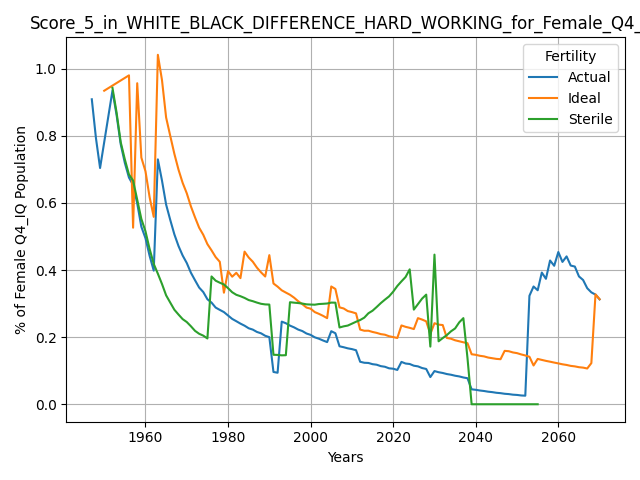 Score_5_in_WHITE_BLACK_DIFFERENCE_HARD_WORKING_for_Female_Q4_
Fertility
Actual
Ideal
Sterile
% of Female Q4_IQ Population
1.0
0.8
0.6
0.4
0.2
0.0
1960 1980 2000 2020 2040 2060
Years